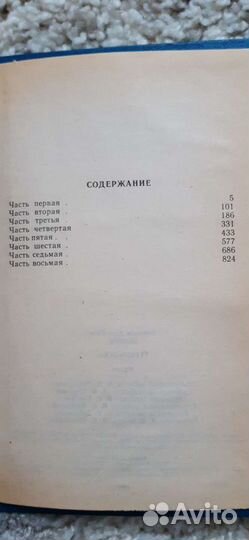 СОДЕРЖАНИЕ
Часть первая . 5
Часть вторая . 101
Часть третья . 186
Часть четвертая 331
Часть пятая . . 433
Часть шестая . 577
Часть седьмая . 686
Часть восьмая . 824
Avito